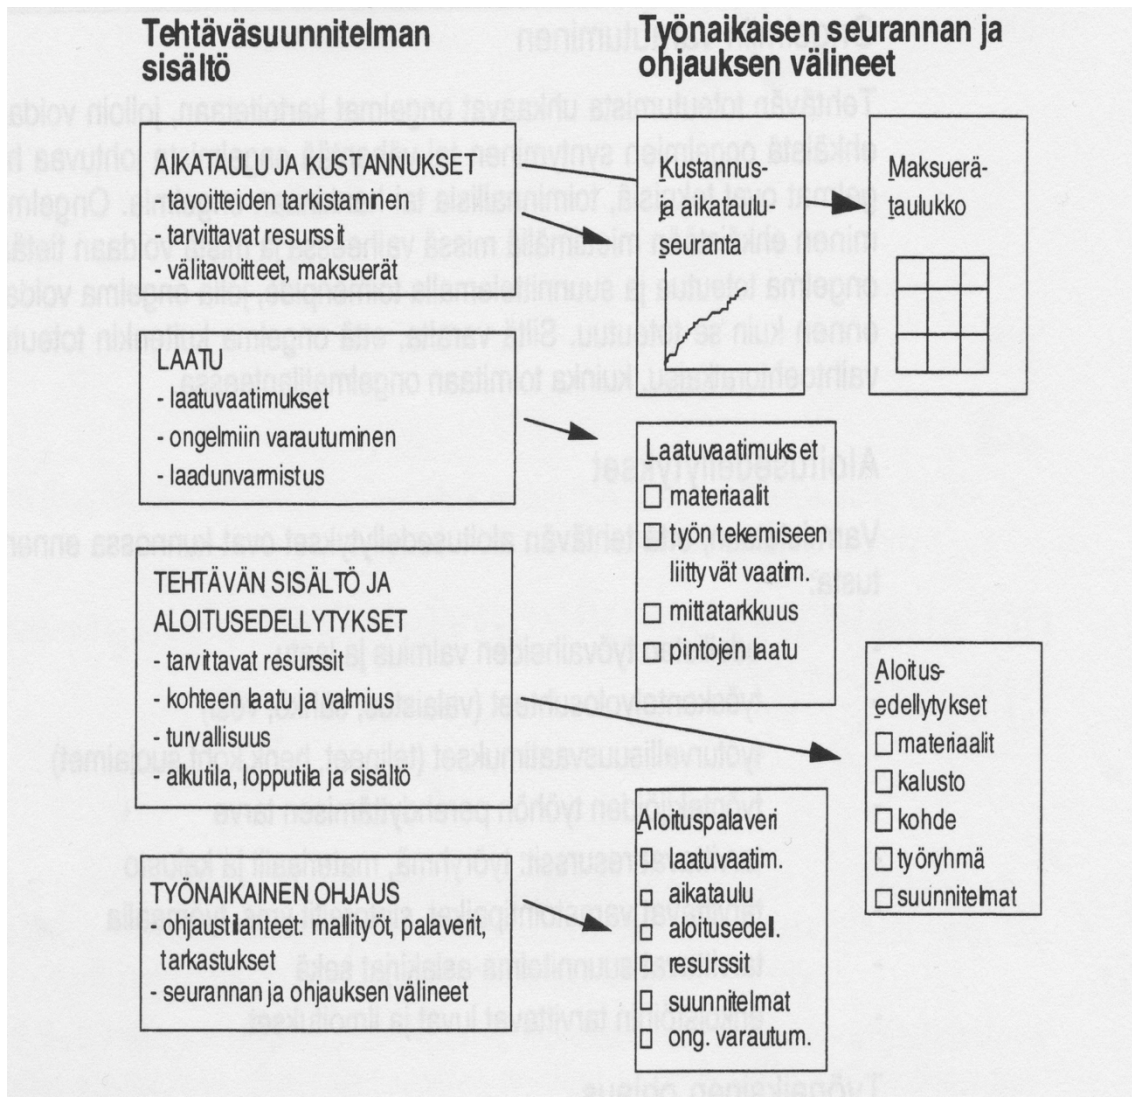 Tehtäväsuunnitelman
sisältö
AIKATAULU JA KUSTANNUKSET
- tavoitteiden tarkistaminen
- tarvittavat resurssit
- välitavoitteet, maksuerät
LAATU
- laatuvaatimukset
- ongelmiin varautuminen
- laadunvarmistus
TEHTÄVÄN SISÄLTÖ JA
ALOITUSEDELLYTYKSET
- tarvittavat resurssit
- kohteen laatu ja valmius
- turvallisuus
- alkutila, lopputila ja sisältö
TYÖNAIKAINEN OHJAUS
- ohjaustilanteet: mallityöt, palaverit,
tarkastukset
- seurannan ja ohjauksen välineet
Työnaikaisen seurannan ja
ohjauksen välineet
Kustannus-
ja aikataulu-
seuranta
Maksuerä-
taulukko
Laatuvaatimukset
materiaalit
työn tekemiseen
liittyvät vaatim.
mittatarkkuus
pintojen laatu
Aloitus-
edellytykset
materiaalit
kalusto
kohde
työryhmä
suunnitelmat
Aloituspalaveri
laatuvaatim.
aikataulu
aloitusedell.
resurssit
suunnitelmat
ong. varautum.